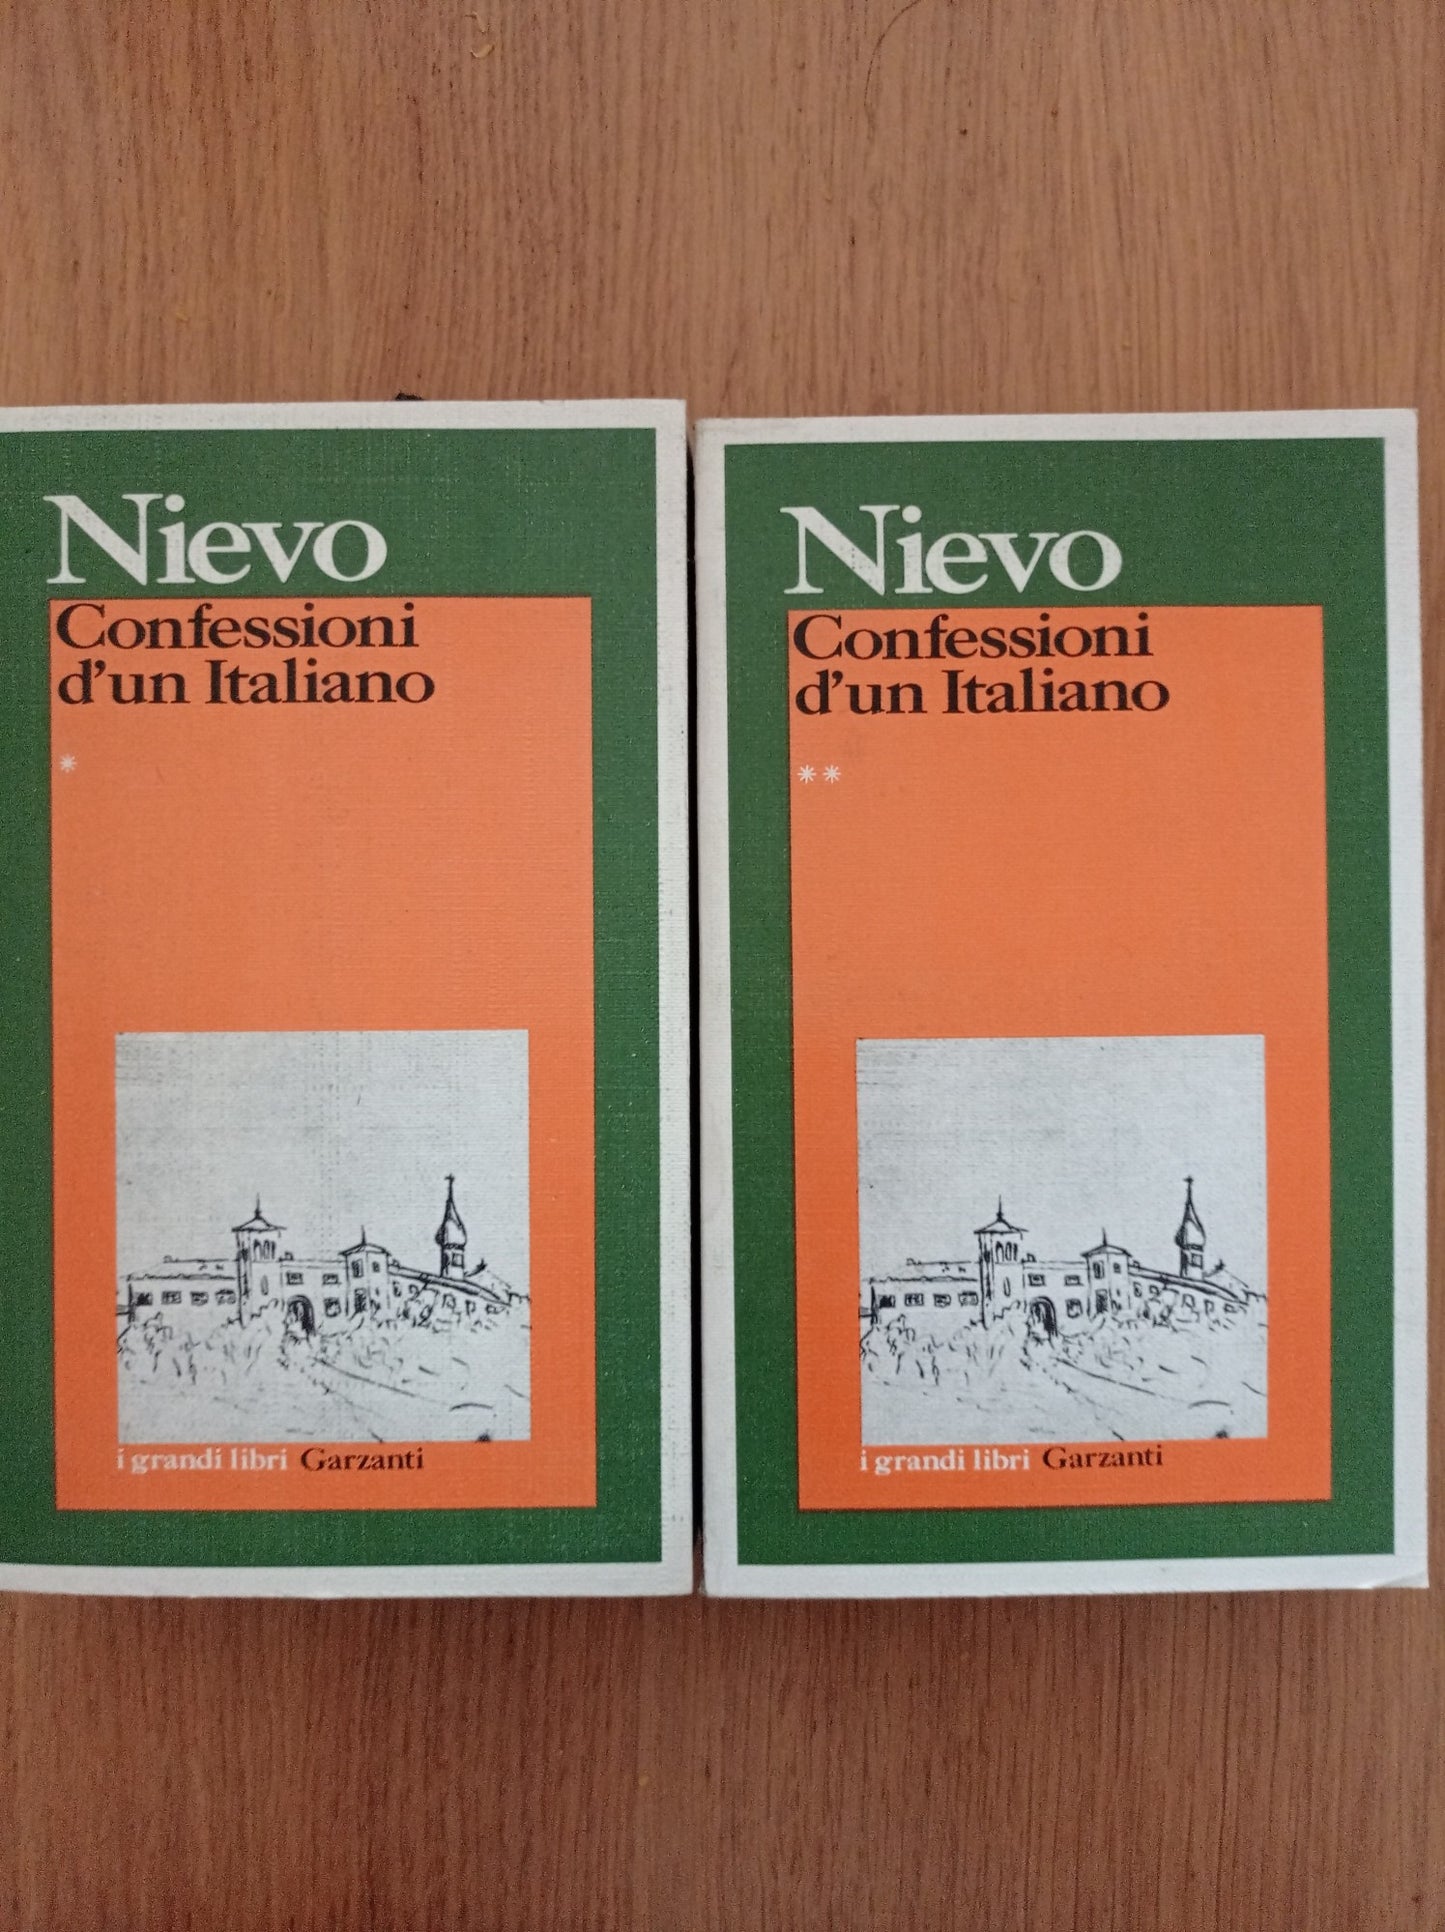 Nievo
Confessioni
d'un Italiano
*
i grandi libri Garzanti
Nievo
Confessioni
d'un Italiano
**
i grandi libri Garzanti